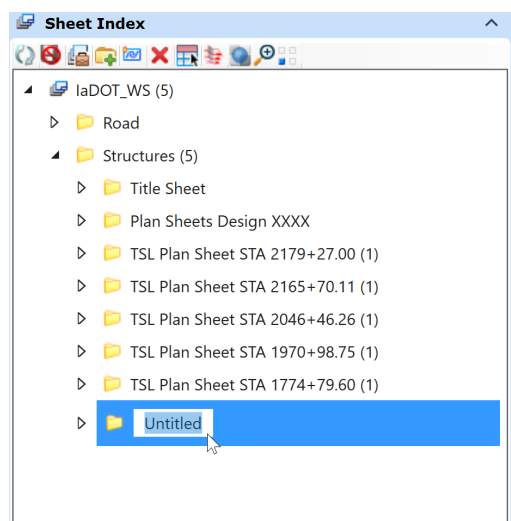 Sheet Index
IaDOT_WS (5)
Road
Structures (5)
Title Sheet
Plan Sheets Design XXXX
TSL Plan Sheet STA 2179+27.00 (1)
TSL Plan Sheet STA 2165+70.11 (1)
TSL Plan Sheet STA 2046+46.26 (1)
TSL Plan Sheet STA 1970+98.75 (1)
TSL Plan Sheet STA 1774+79.60 (1)
Untitled